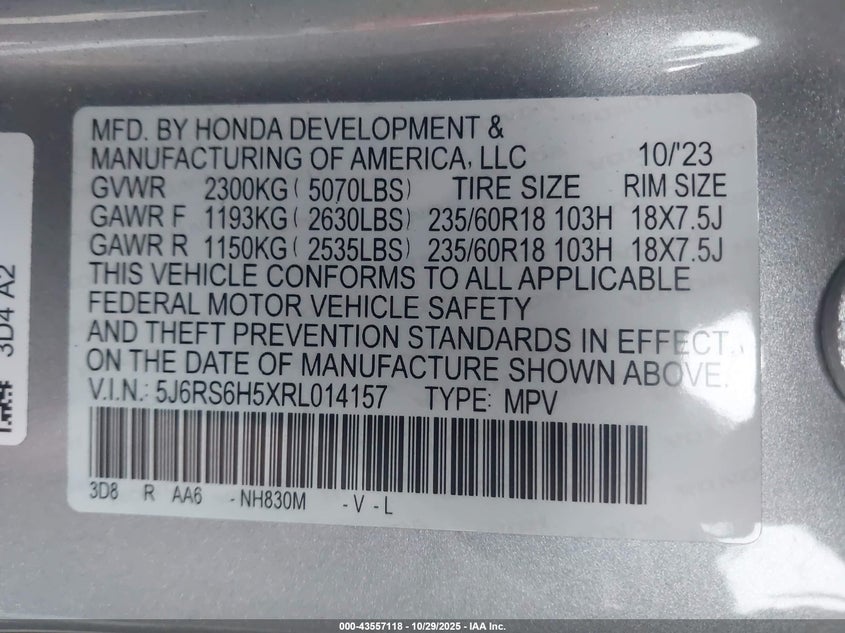 MFD. BY HONDA DEVELOPMENT &
MANUFACTURING OF AMERICA, LLC 10/'23
GVWR 2300KG ( 5070LBS) TIRE SIZE RIM SIZE
GAWR F 1193KG ( 2630LBS) 235/60R18 103H 18X7.5J
GAWR R 1150KG ( 2535LBS) 235/60R18 103H 18X7.5J
THIS VEHICLE CONFORMS TO ALL APPLICABLE
FEDERAL MOTOR VEHICLE SAFETY
AND THEFT PREVENTION STANDARDS IN EFFECT
ON THE DATE OF MANUFACTURE SHOWN ABOVE.
V.I.N.: 5J6RS6H5XRL014157 TYPE: MPV
3D8 R AA6 -NH830M -V-L
3D4 A2
000-43557118 - 10/29/2025 - IAA Inc.